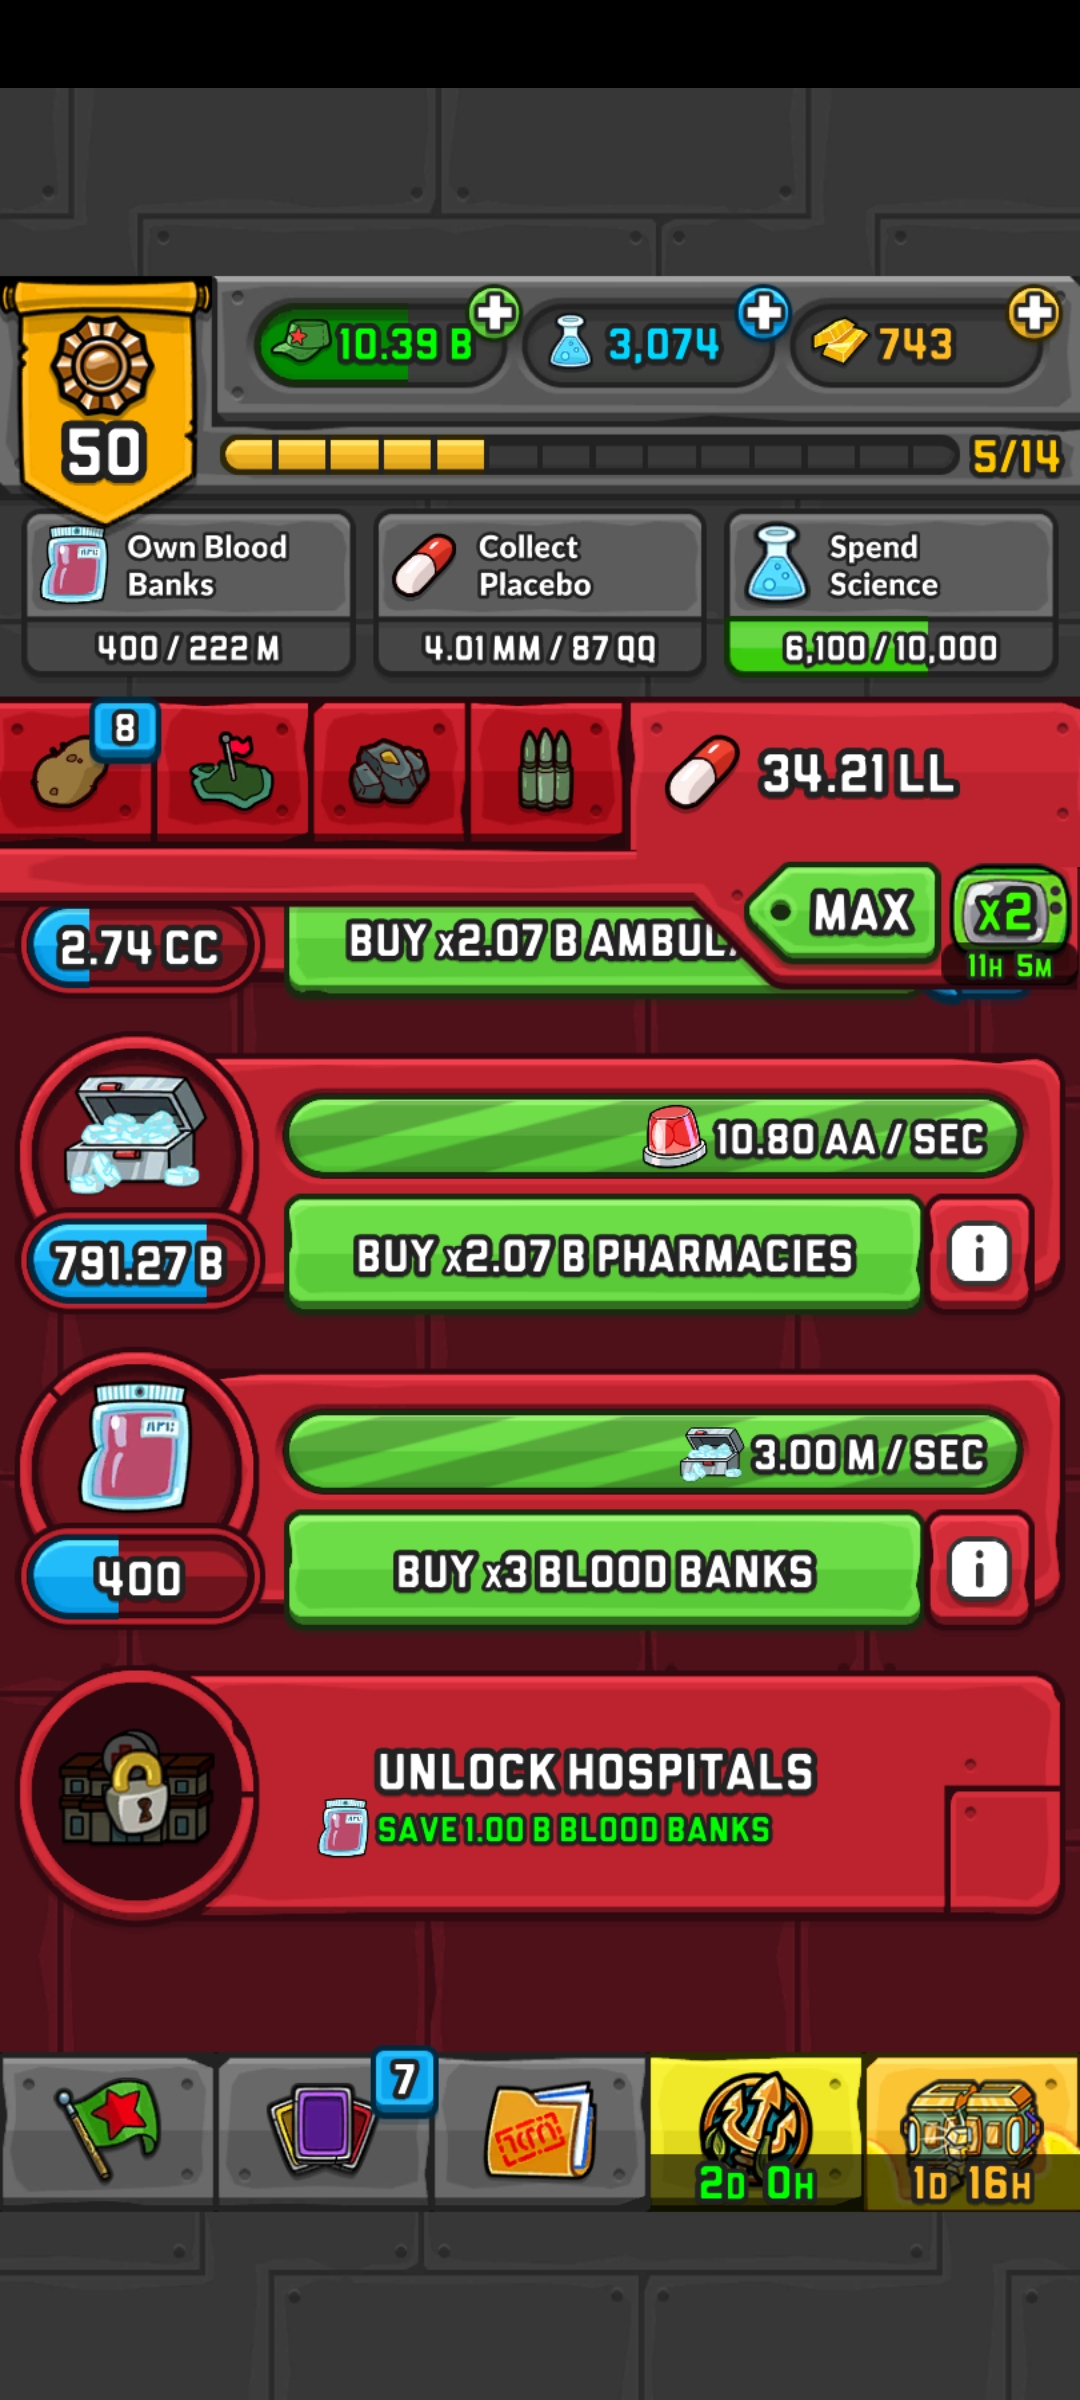 10.39 B
3,074
743
50
5/14
Own Blood
Banks
Collect
Placebo
Spend
Science
400 / 222 M
4.01 MM / 87 QQ
6,100 / 10,000
8
34.21 LL
MAX
x2
11H 5M
2.74 CC
BUY x2.07 B AMBUL
10.80 AA / SEC
791.27 B
BUY x2.07 B PHARMACIES
i
3.00 M / SEC
400
BUY x3 BLOOD BANKS
i
UNLOCK HOSPITALS
SAVE 1.00 B BLOOD BANKS
7
2D 0H
1D 16H